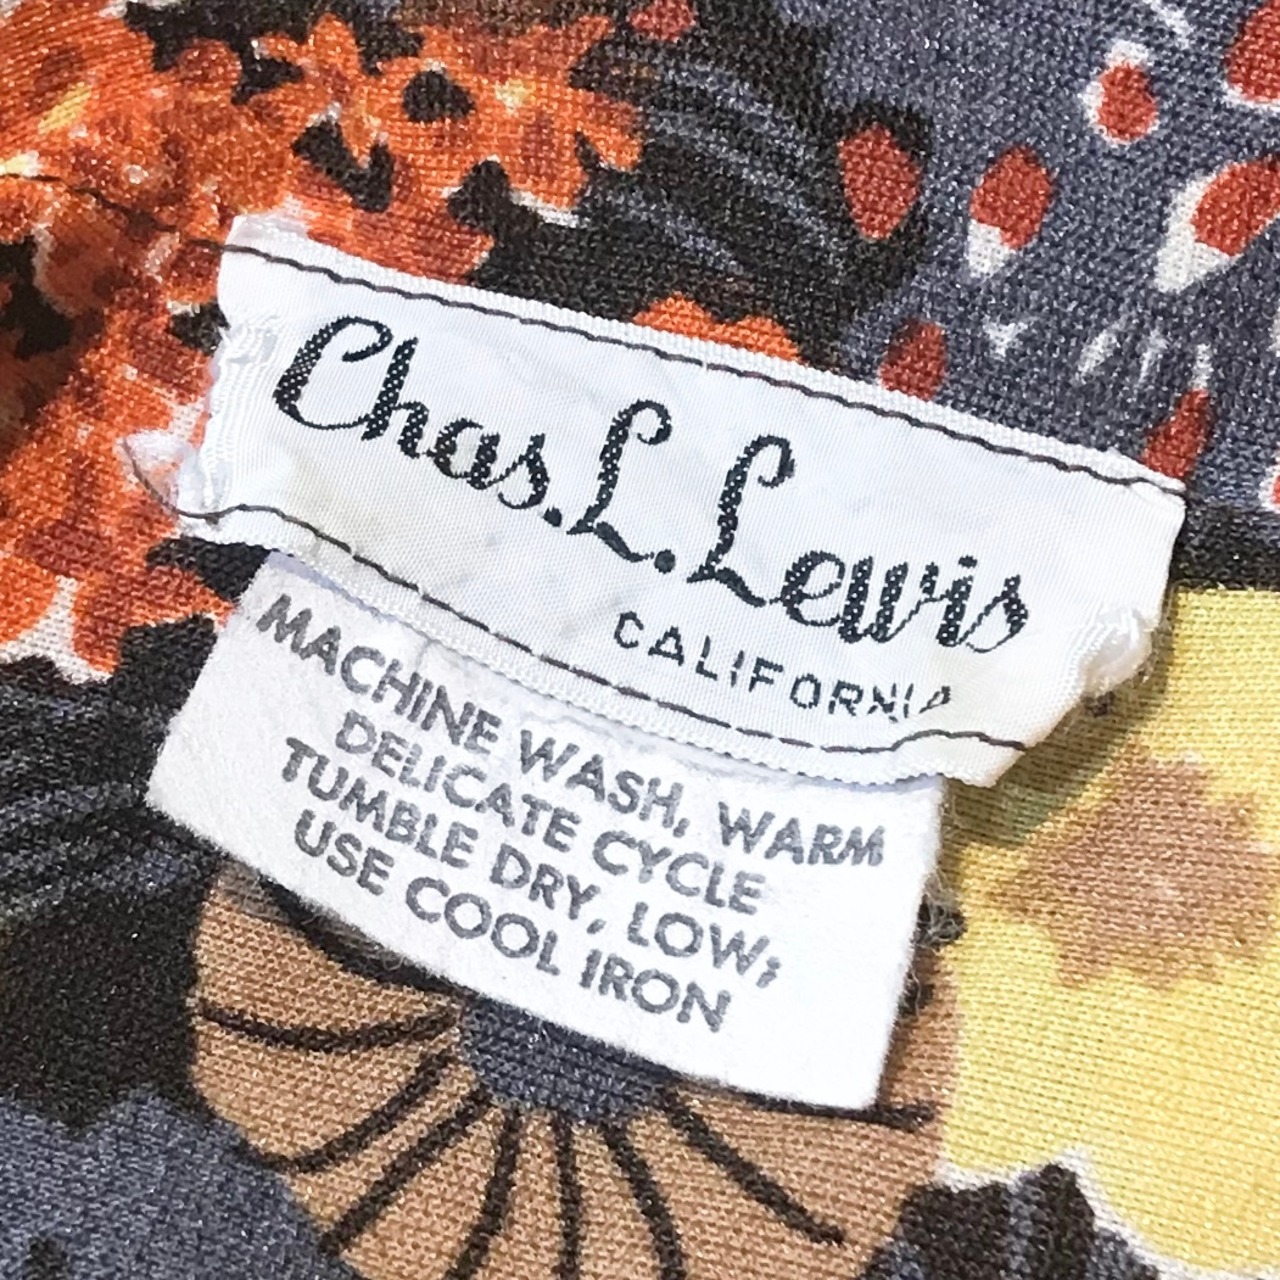 Chas. L. Lewis
CALIFORNIA
MACHINE WASH, WARM
DELICATE CYCLE
TUMBLE DRY, LOW;
USE COOL IRON